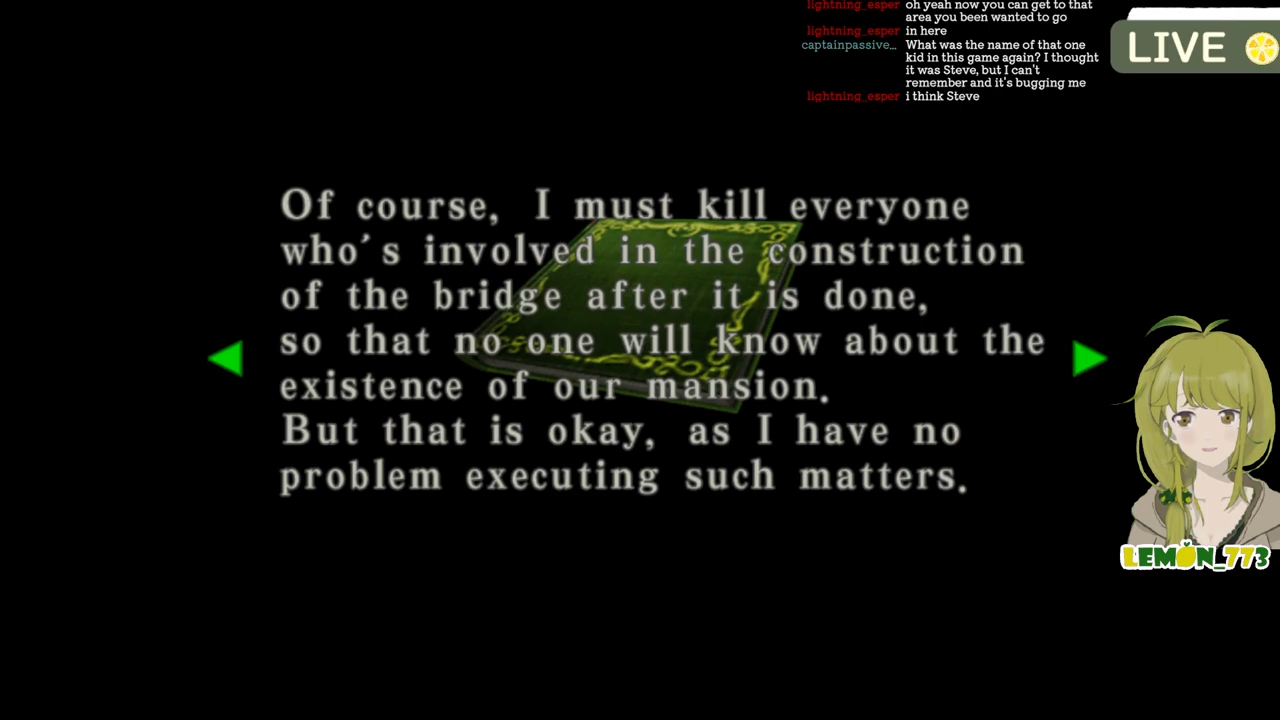 lightning_esper oh yeah now you can get to that
area you been wanted to go
lightning_esper in here
captainpassive… What was the name of that one
kid in this game again? I thought
it was Steve, but I can't
remember and it's bugging me
lightning_esper i think Steve
LIVE
Of course, I must kill everyone
who's involved in the construction
of the bridge after it is done,
so that no one will know about the
existence of our mansion.
But that is okay, as I have no
problem executing such matters.
LEMON_773